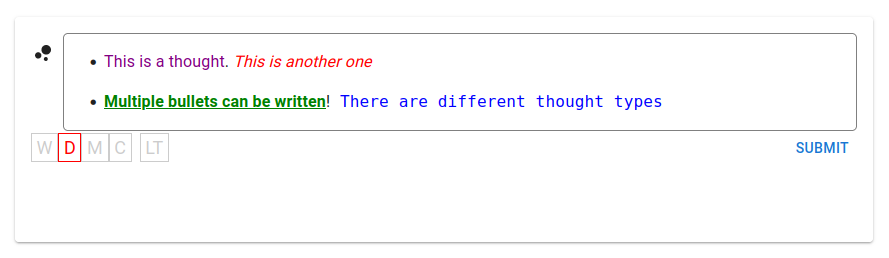 • This is a thought. This is another one
• Multiple bullets can be written! There are different thought types
W D M C LT SUBMIT